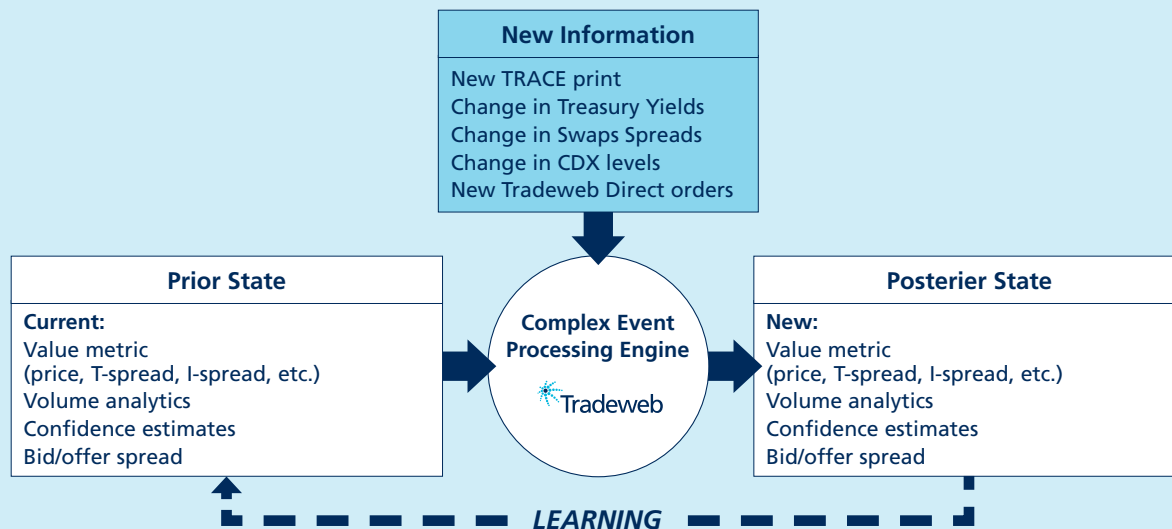 New Information
New TRACE print
Change in Treasury Yields
Change in Swaps Spreads
Change in CDX levels
New Tradeweb Direct orders
Prior State
Current:
Value metric
(price, T-spread, I-spread, etc.)
Volume analytics
Confidence estimates
Bid/offer spread
Complex Event
Processing Engine
Tradeweb
Posterier State
New:
Value metric
(price, T-spread, I-spread, etc.)
Volume analytics
Confidence estimates
Bid/offer spread
LEARNING